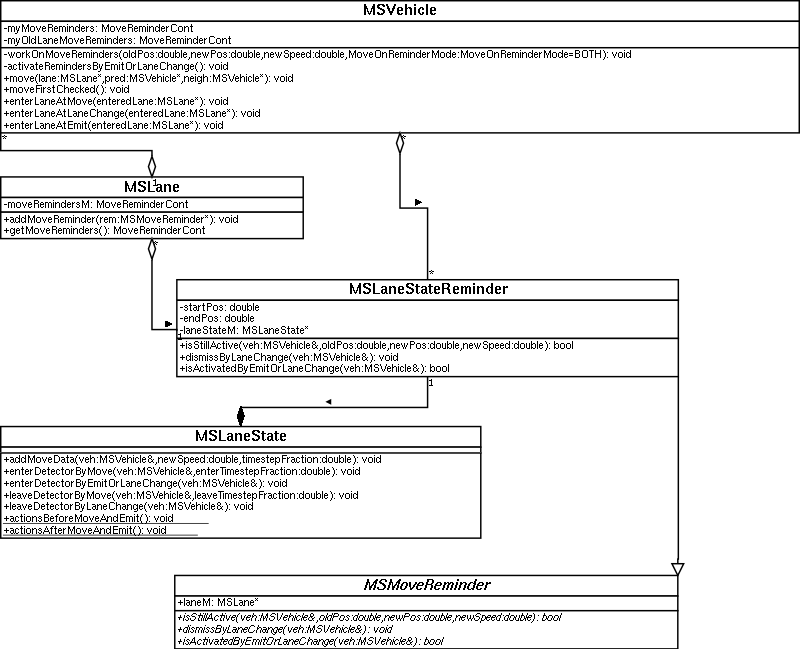 MSVehicle
-myMoveReminders: MoveReminderCont
-myOldLaneMoveReminders: MoveReminderCont
-workOnMoveReminders(oldPos:double,newPos:double,newSpeed:double,MoveOnReminderMode:MoveOnReminderMode=BOTH): void
-activateRemindersByEmitOrLaneChange(): void
+move(lane:MSLane*,pred:MSVehicle*,neigh:MSVehicle*): void
+moveFirstChecked(): void
+enterLaneAtMove(enteredLane:MSLane*): void
+enterLaneAtLaneChange(enteredLane:MSLane*): void
+enterLaneAtEmit(enteredLane:MSLane*): void
*
*
1
MSLane
-moveRemindersM: MoveReminderCont
+addMoveReminder(rem:MSMoveReminder*): void
+getMoveReminders(): MoveReminderCont
*
*
MSLaneStateReminder
-startPos: double
-endPos: double
-laneStateM: MSLaneState*
1
+isStillActive(veh:MSVehicle&,oldPos:double,newPos:double,newSpeed:double): bool
+dismissByLaneChange(veh:MSVehicle&): void
+isActivatedByEmitOrLaneChange(veh:MSVehicle&): bool
1
MSLaneState
+addMoveData(veh:MSVehicle&,newSpeed:double,timestepFraction:double): void
+enterDetectorByMove(veh:MSVehicle&,enterTimestepFraction:double): void
+enterDetectorByEmitOrLaneChange(veh:MSVehicle&): void
+leaveDetectorByMove(veh:MSVehicle&,leaveTimestepFraction:double): void
+leaveDetectorByLaneChange(veh:MSVehicle&): void
+actionsBeforeMoveAndEmit(): void
+actionsAfterMoveAndEmit(): void
MSMoveReminder
+laneM: MSLane*
+isStillActive(veh:MSVehicle&,oldPos:double,newPos:double,newSpeed:double): bool
+dismissByLaneChange(veh:MSVehicle&): void
+isActivatedByEmitOrLaneChange(veh:MSVehicle&): bool